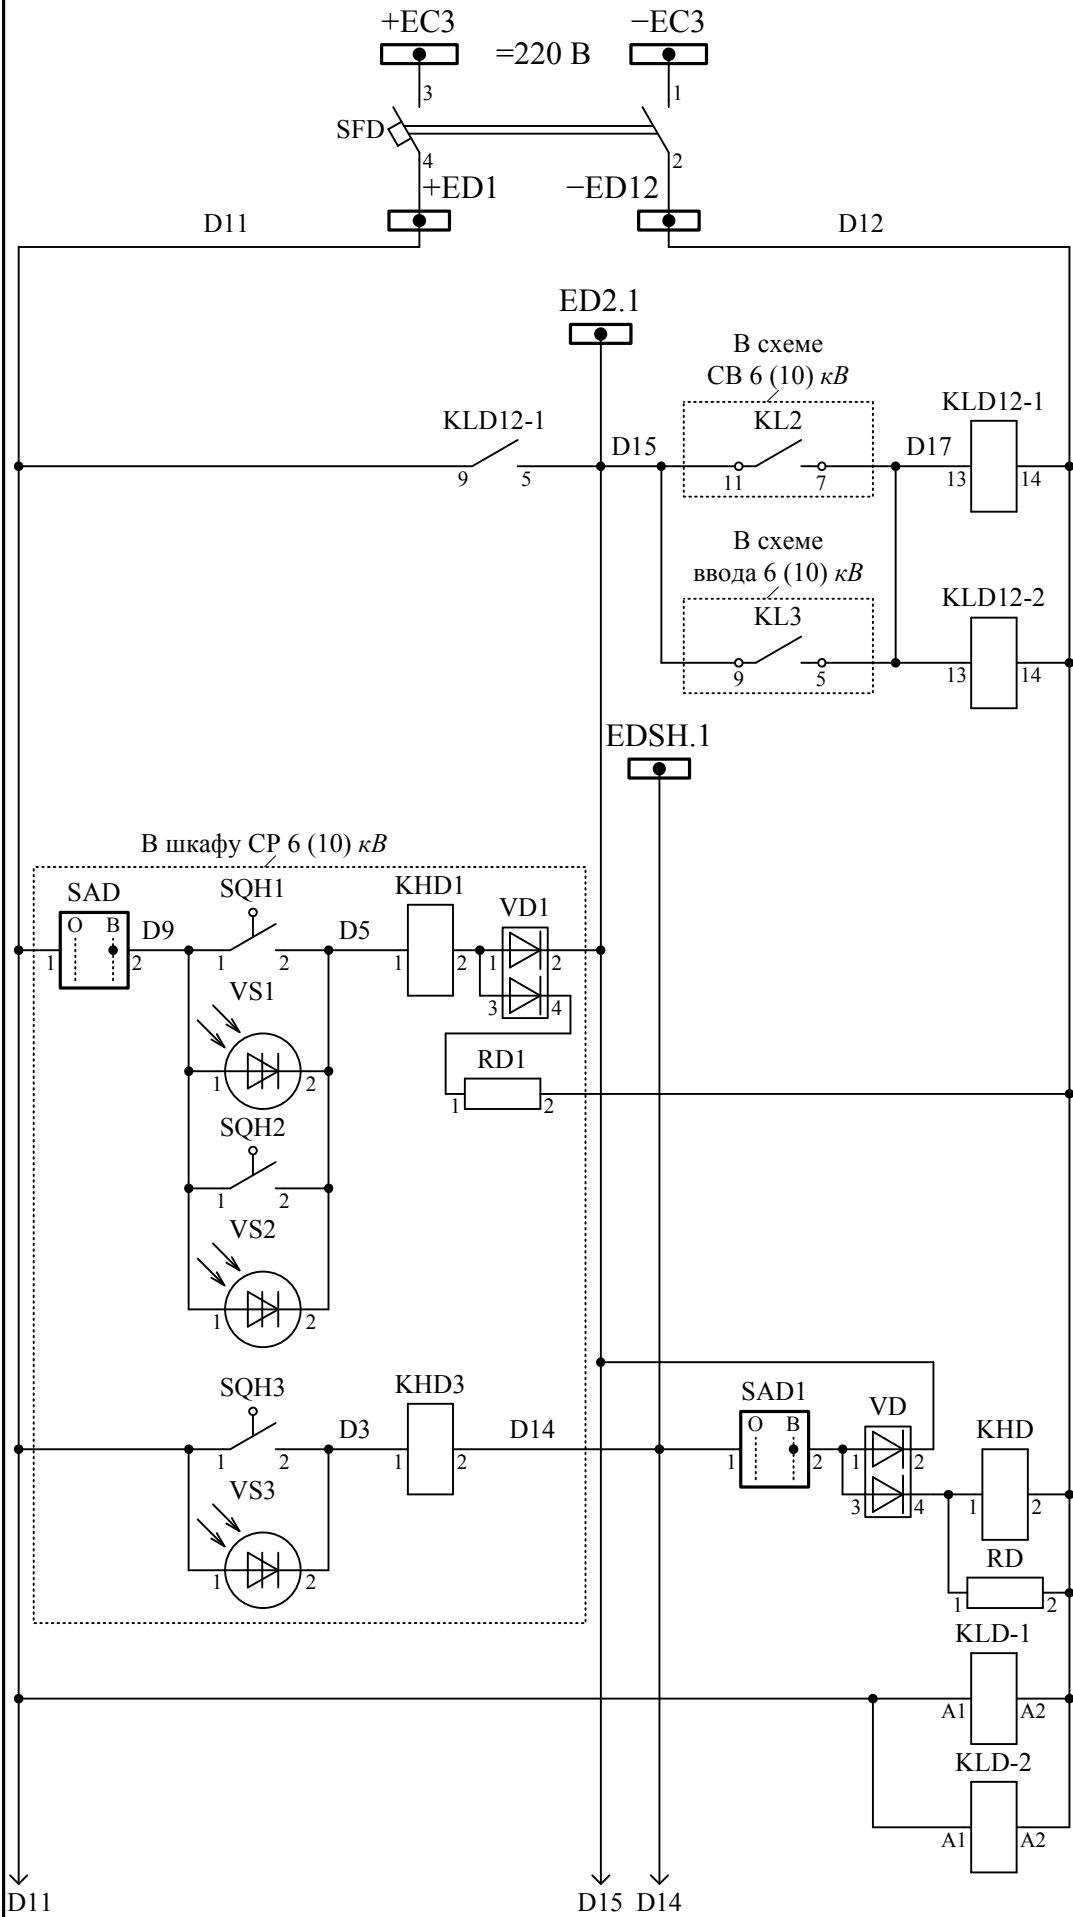 +EC3 −EC3
=220 В
3 1
SFD
4 2
+ED1 −ED12
D11 D12
ED2.1
В схеме
СВ 6 (10) кВ
KLD12-1 KL2 KLD12-1
D15 D17
9 5 11 7 13 14
В схеме
ввода 6 (10) кВ
KL3 KLD12-2
9 5 13 14
EDSH.1
В шкафу СР 6 (10) кВ
SAD SQH1 KHD1 VD1
О В D9 D5
1 2 1 2 1 2 1 2
VS1
3 4
RD1
1 2 1 2
SQH2
1 2
VS2
1 2
SQH3 KHD3 SAD1 VD KHD
D3 D14 О В
1 2 1 2 1 2 1 2
VS3
3 4 1 2
RD
1 2 1 2
KLD-1
A1 A2
KLD-2
A1 A2
D11 D15 D14